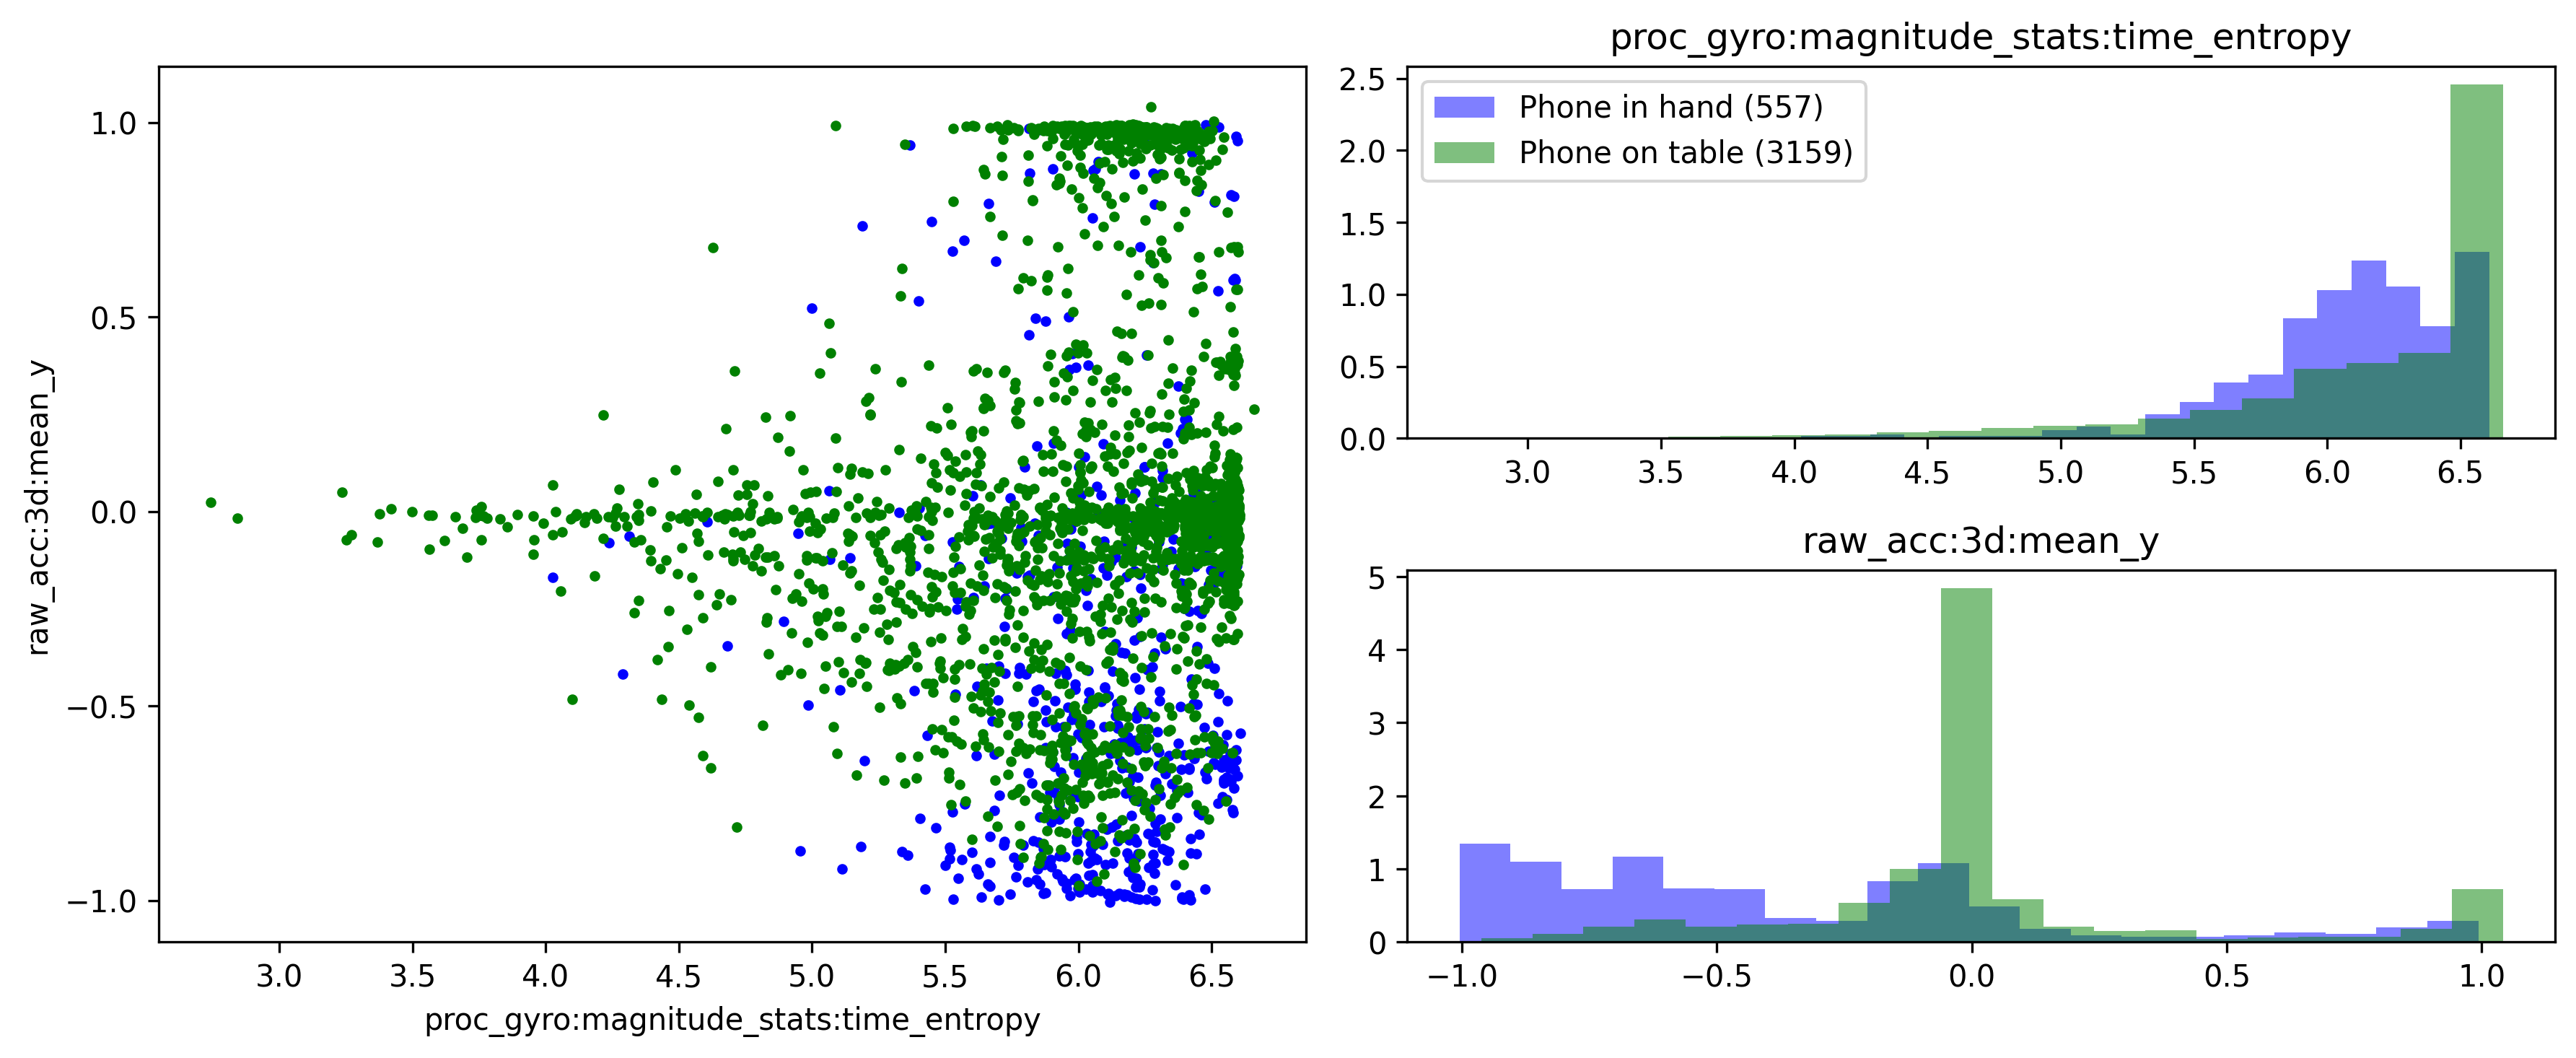 1.0
0.5
0.0
−0.5
−1.0
raw_acc:3d:mean_y
3.0 3.5 4.0 4.5 5.0 5.5 6.0 6.5
proc_gyro:magnitude_stats:time_entropy
proc_gyro:magnitude_stats:time_entropy
2.5
2.0
1.5
1.0
0.5
0.0
Phone in hand (557)
Phone on table (3159)
3.0 3.5 4.0 4.5 5.0 5.5 6.0 6.5
raw_acc:3d:mean_y
5
4
3
2
1
0
−1.0 −0.5 0.0 0.5 1.0